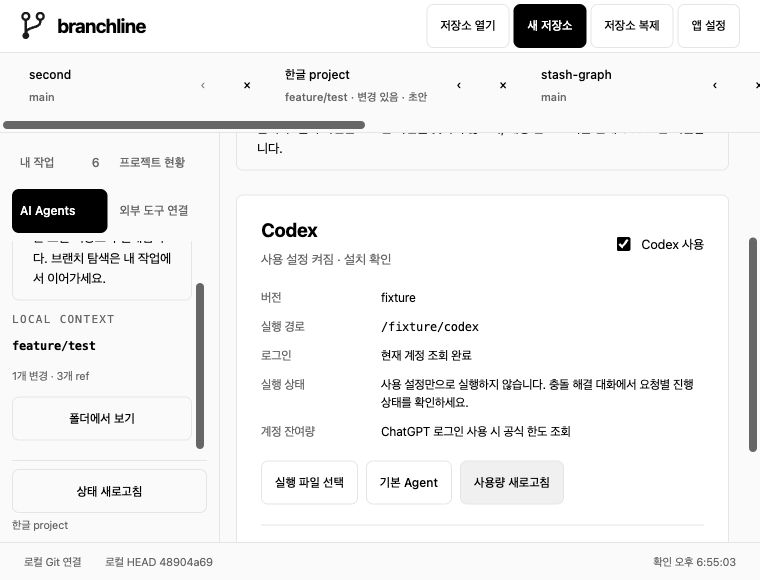 branchline
저장소 열기
새 저장소
저장소 복제
앱 설정
second
main
한글 project
feature/test · 변경 있음 · 초안
stash-graph
main
내 작업 6
프로젝트 현황
AI Agents
외부 도구 연결
다. 브랜치 탐색은 내 작업에
서 이어가세요.
LOCAL CONTEXT
feature/test
1개 변경 · 3개 ref
폴더에서 보기
상태 새로고침
한글 project
니다.
Codex
사용 설정 켜짐 · 설치 확인
Codex 사용
버전 fixture
실행 경로 /fixture/codex
로그인 현재 계정 조회 완료
실행 상태 사용 설정만으로 실행하지 않습니다. 충돌 해결 대화에서 요청별 진행
상태를 확인하세요.
계정 잔여량 ChatGPT 로그인 사용 시 공식 한도 조회
실행 파일 선택
기본 Agent
사용량 새로고침
로컬 Git 연결
로컬 HEAD 48904a69
확인 오후 6:55:03